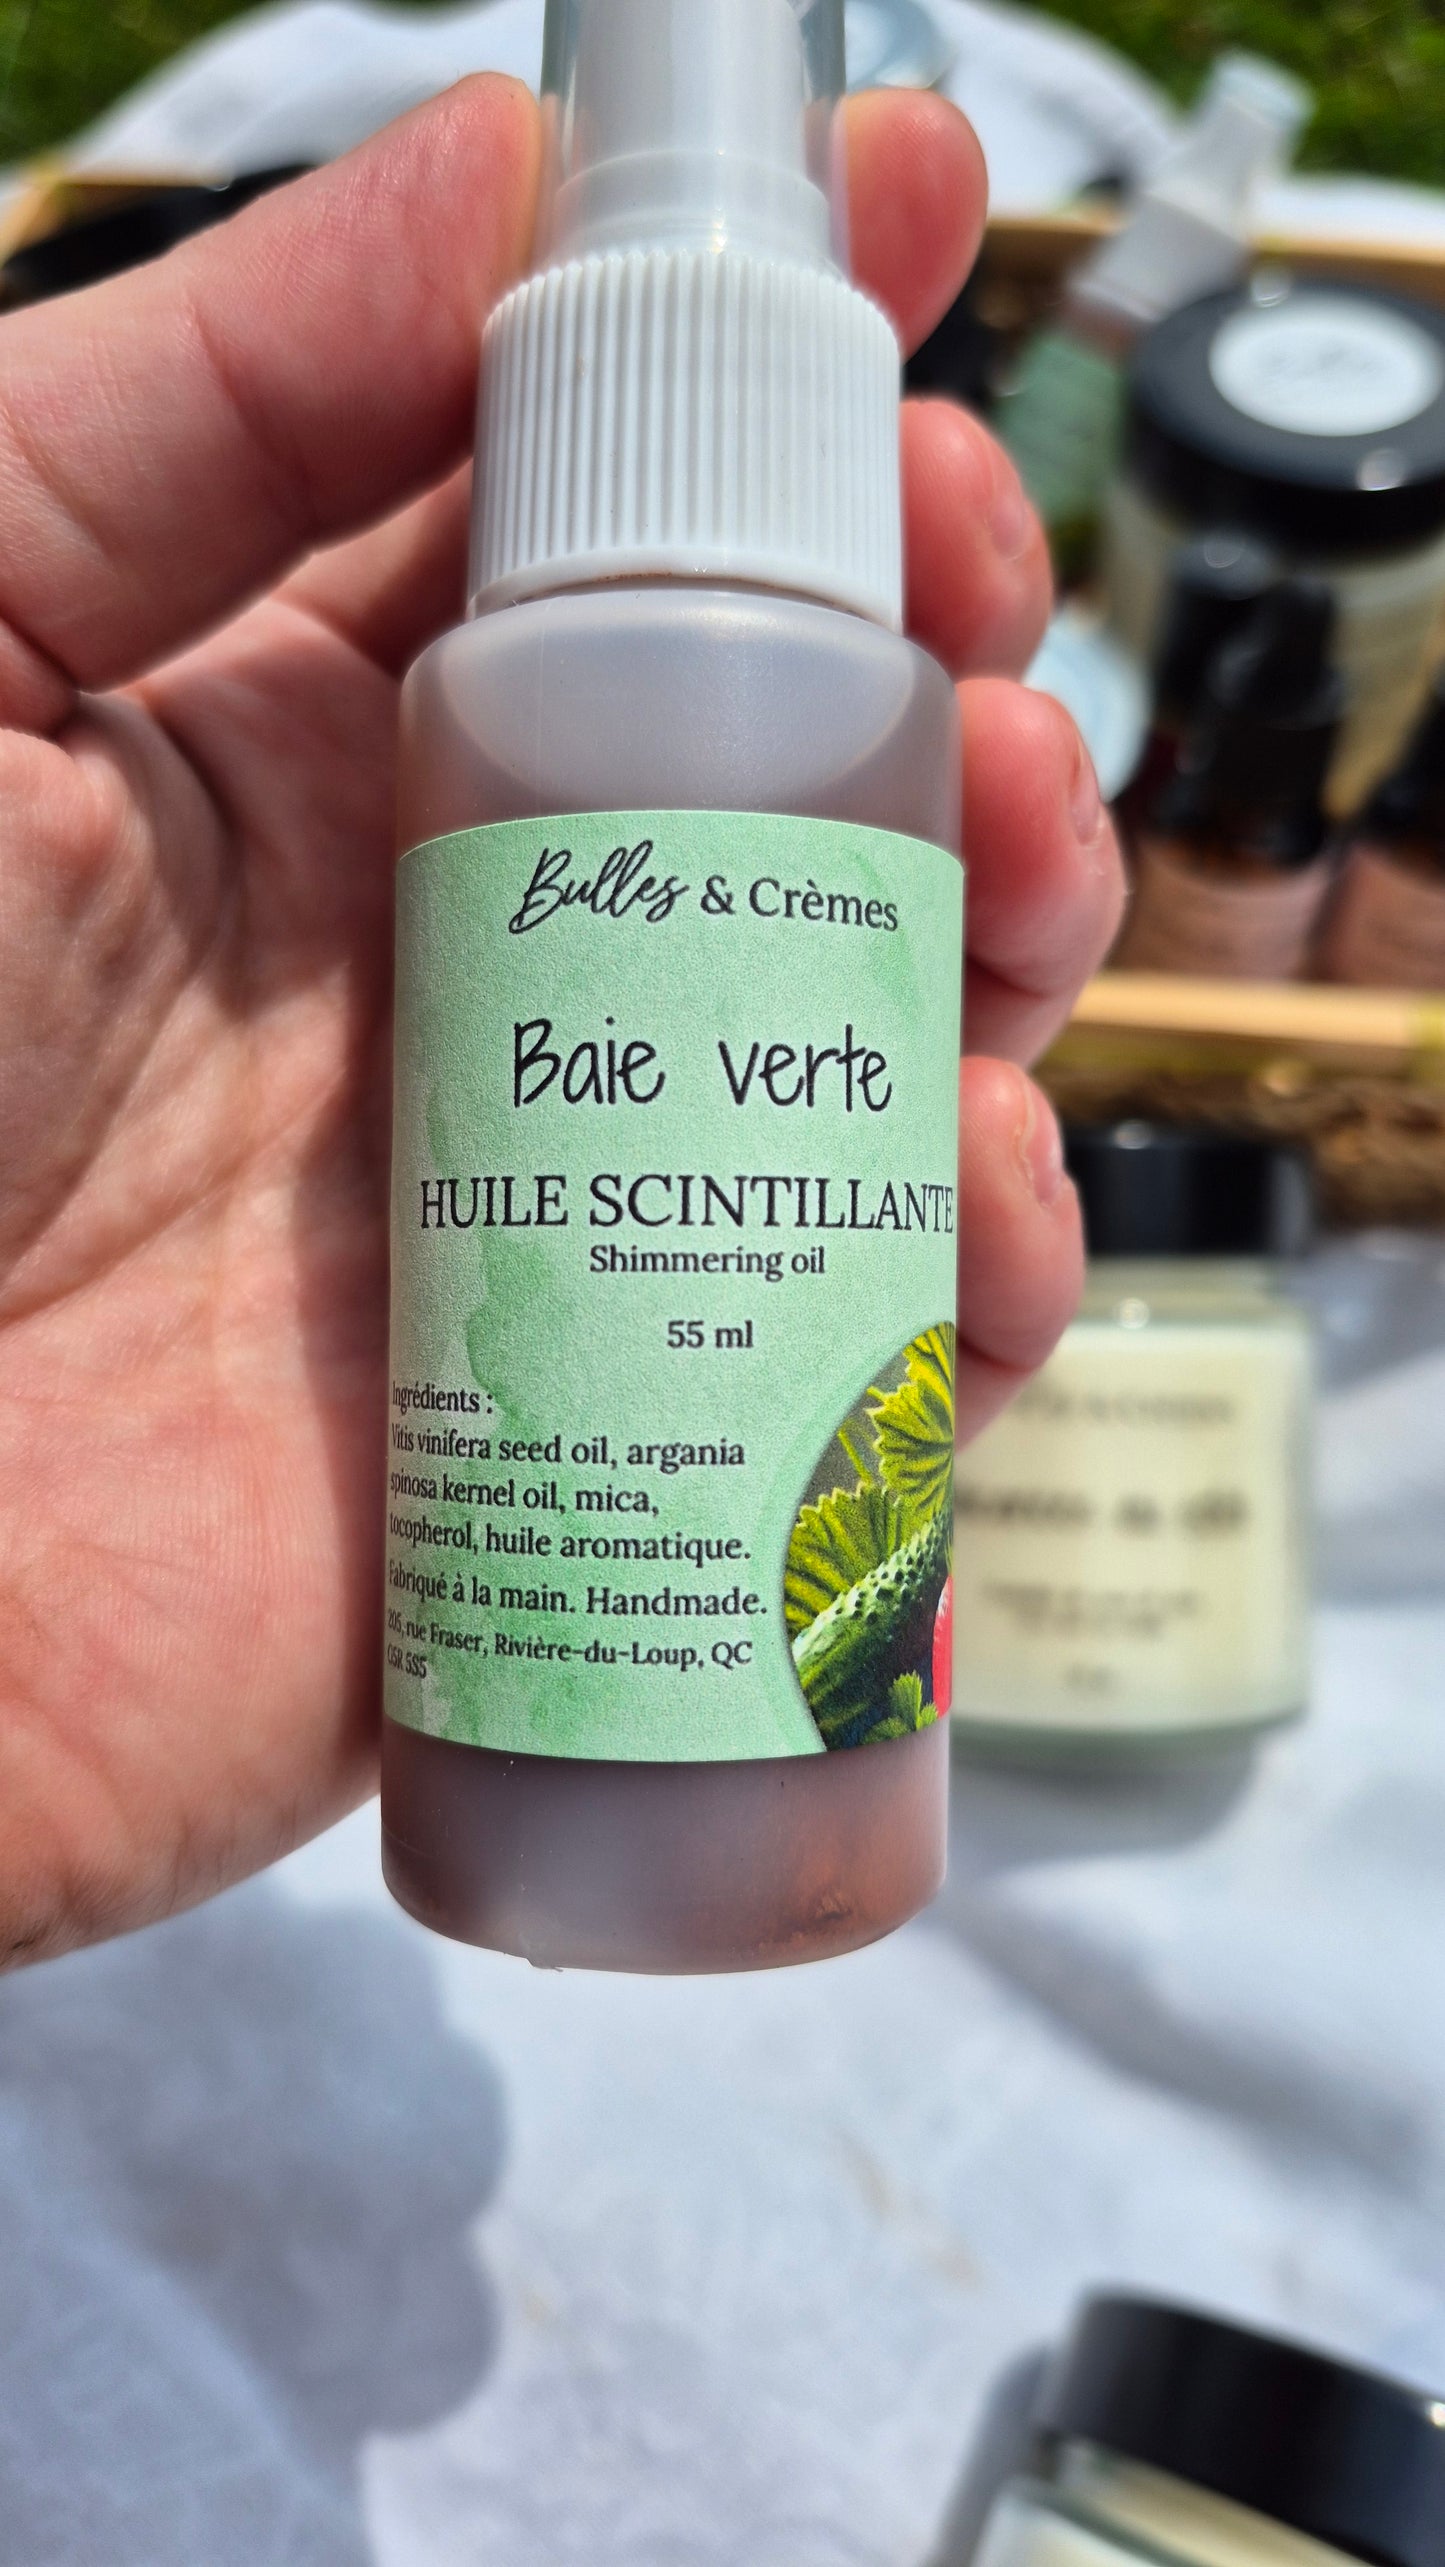 Bulles & Crèmes
Baie verte
HUILE SCINTILLANTE
Shimmering oil
55 ml
Ingrédients :
Vitis vinifera seed oil, argania
spinosa kernel oil, mica,
tocopherol, huile aromatique.
Fabriqué à la main. Handmade.
205, rue Fraser, Rivière-du-Loup, QC
G5R 5S5